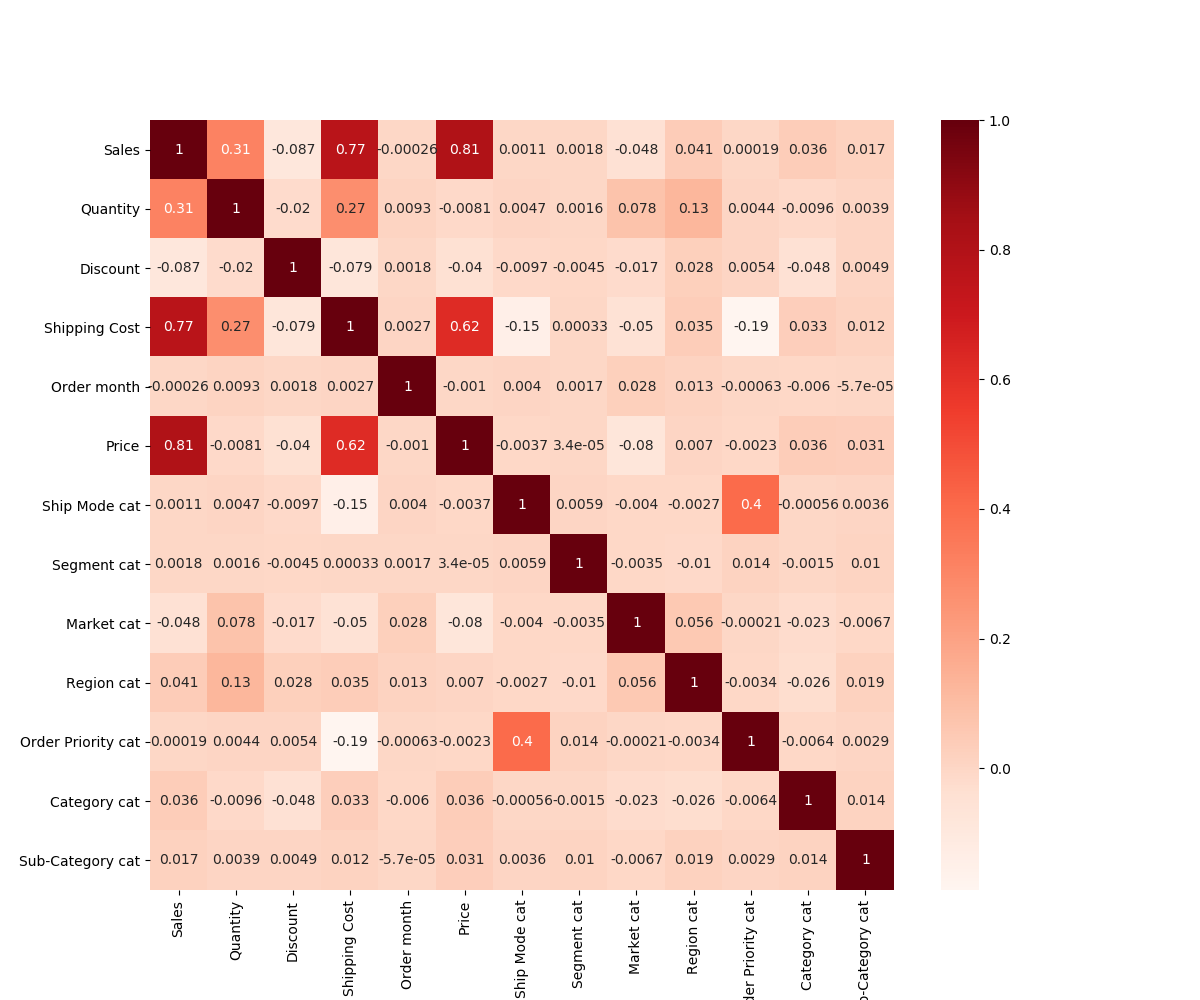 Sales 1 0.31 -0.087 0.77 -0.00026 0.81 0.0011 0.0018 -0.048 0.041 0.00019 0.036 0.017 1.0
Quantity 0.31 1 -0.02 0.27 0.0093 -0.0081 0.0047 0.0016 0.078 0.13 0.0044 -0.0096 0.0039
Discount -0.087 -0.02 1 -0.079 0.0018 -0.04 -0.0097 -0.0045 -0.017 0.028 0.0054 -0.048 0.0049 0.8
Shipping Cost 0.77 0.27 -0.079 1 0.0027 0.62 -0.15 0.00033 -0.05 0.035 -0.19 0.033 0.012
Order month -0.00026 0.0093 0.0018 0.0027 1 -0.001 0.004 0.0017 0.028 0.013 -0.00063 -0.006 -5.7e-05 0.6
Price 0.81 -0.0081 -0.04 0.62 -0.001 1 -0.0037 3.4e-05 -0.08 0.007 -0.0023 0.036 0.031
Ship Mode cat 0.0011 0.0047 -0.0097 -0.15 0.004 -0.0037 1 0.0059 -0.004 -0.0027 0.4 -0.00056 0.0036 0.4
Segment cat 0.0018 0.0016 -0.0045 0.00033 0.0017 3.4e-05 0.0059 1 -0.0035 -0.01 0.014 -0.0015 0.01
Market cat -0.048 0.078 -0.017 -0.05 0.028 -0.08 -0.004 -0.0035 1 0.056 -0.00021 -0.023 -0.0067 0.2
Region cat 0.041 0.13 0.028 0.035 0.013 0.007 -0.0027 -0.01 0.056 1 -0.0034 -0.026 0.019
Order Priority cat 0.00019 0.0044 0.0054 -0.19 -0.00063 -0.0023 0.4 0.014 -0.00021 -0.0034 1 -0.0064 0.0029 0.0
Category cat 0.036 -0.0096 -0.048 0.033 -0.006 0.036 -0.00056 -0.0015 -0.023 -0.026 -0.0064 1 0.014
Sub-Category cat 0.017 0.0039 0.0049 0.012 -5.7e-05 0.031 0.0036 0.01 -0.0067 0.019 0.0029 0.014 1
Sales
Quantity
Discount
Shipping Cost
Order month
Price
Ship Mode cat
Segment cat
Market cat
Region cat
der Priority cat
Category cat
b-Category cat